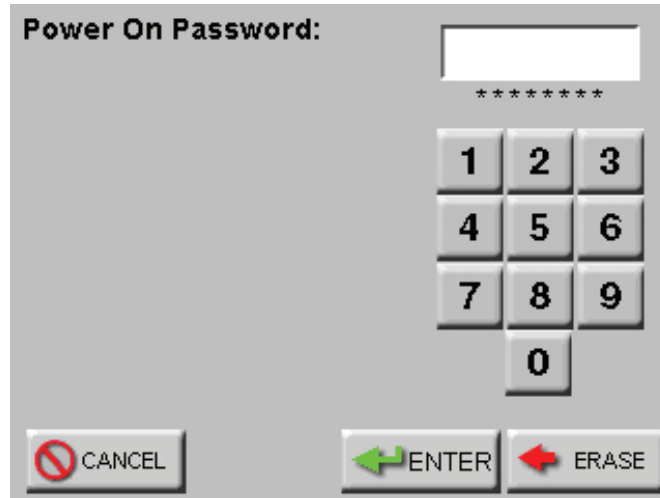 Power On Password:
********
1 2 3
4 5 6
7 8 9
0
CANCEL ENTER ERASE